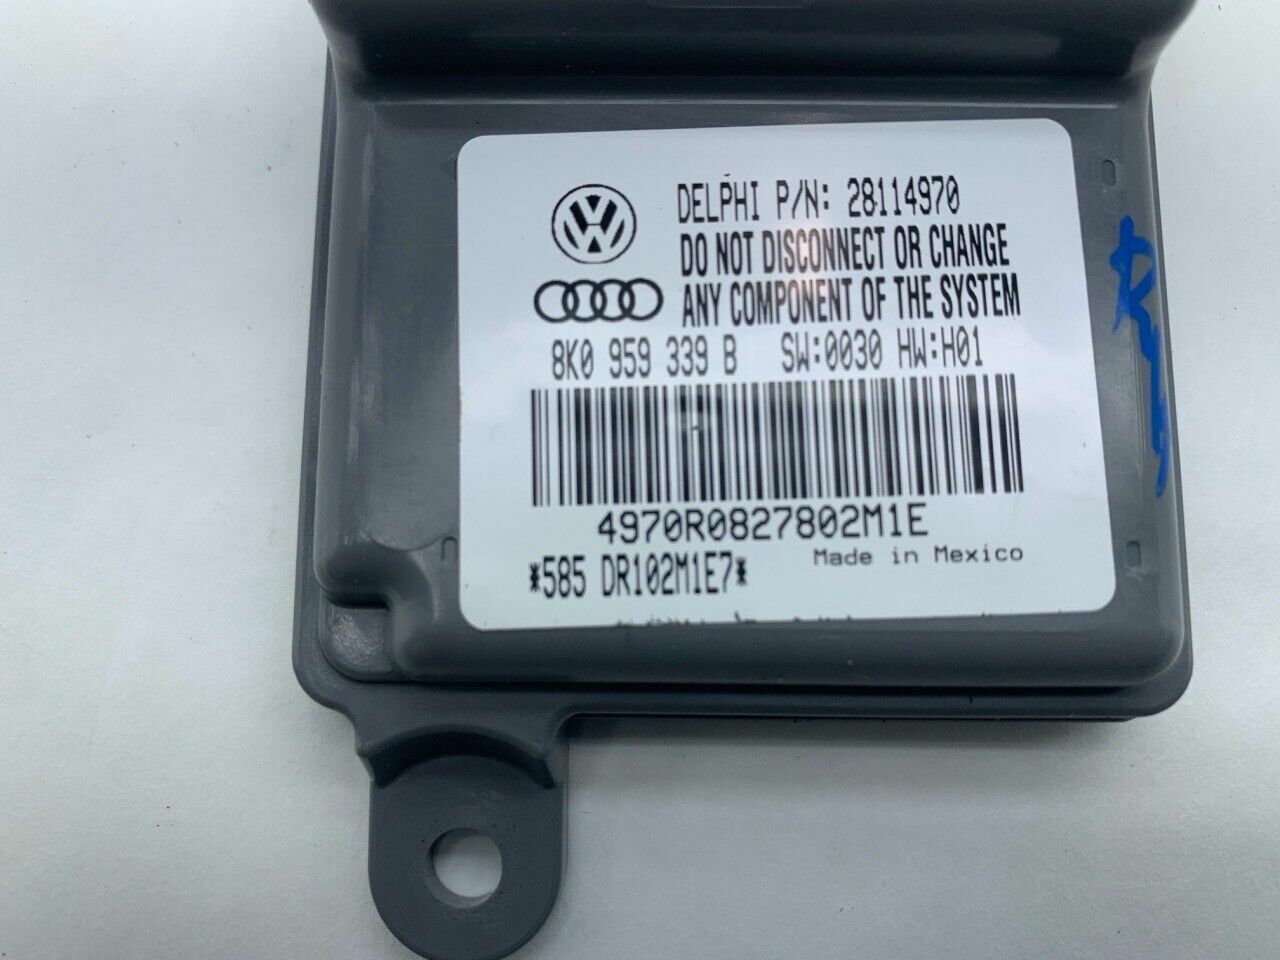 DELPHI P/N: 28114970
DO NOT DISCONNECT OR CHANGE
ANY COMPONENT OF THE SYSTEM
8K0 959 339 B SW:0030 HW:H01
4970R0827802M1E
Made in Mexico
*585 DR102M1E7*